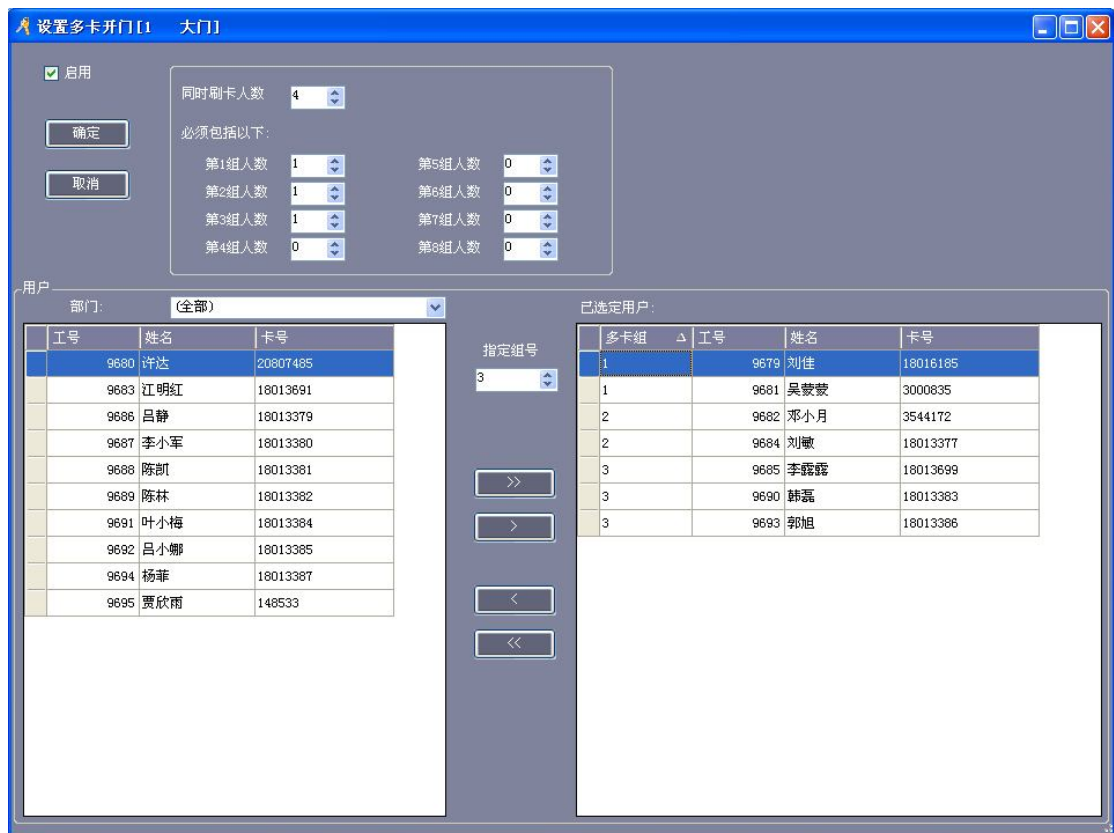 设置多卡开门[1 大门]
启用
同时刷卡人数 4
确定
必须包括以下:
第1组人数 1 第5组人数 0
取消
第2组人数 1 第6组人数 0
第3组人数 1 第7组人数 0
第4组人数 0 第8组人数 0
用户
部门: (全部) 已选定用户:
工号 姓名 卡号
9680 许达 20807485
9683 江明红 18013691
9686 吕静 18013379
9687 李小军 18013380
9688 陈凯 18013381
9689 陈林 18013382
9691 叶小梅 18013384
9692 吕小娜 18013385
9694 杨菲 18013387
9695 贾欣雨 148533
指定组号
3
>>
>
<
<<
多卡组 工号 姓名 卡号
1 9679 刘佳 18016185
1 9681 吴蒙蒙 3000835
2 9682 邓小月 3544172
2 9684 刘敏 18013377
3 9685 李露露 18013699
3 9690 韩磊 18013383
3 9693 郭旭 18013386